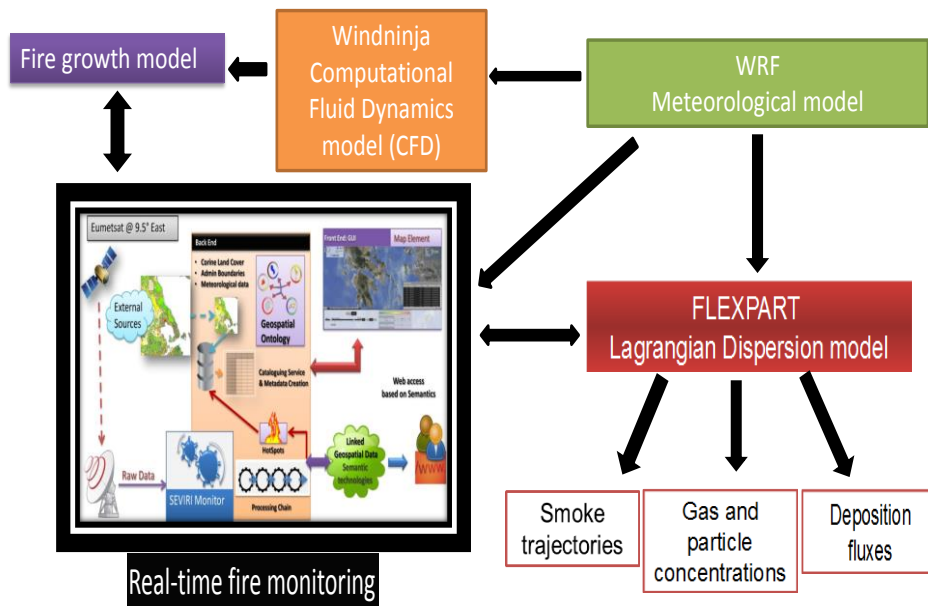 Fire growth model
Windninja
Computational
Fluid Dynamics
model (CFD)
WRF
Meteorological model
Eumetsat @ 9.5° East
External
Sources
Back End
• Corine Land Cover
• Admin Boundaries
• Meteorological data
Geospatial
Ontology
Front End: GUI
Map Element
Cataloguing Service
& Metadata Creation
Web access
based on Semantics
HotSpots
Linked
Geospatial Data
Semantic
technologies
WWW
Raw Data
SEVIRI Monitor
Processing Chain
Real-time fire monitoring
FLEXPART
Lagrangian Dispersion model
Smoke
trajectories
Gas and
particle
concentrations
Deposition
fluxes